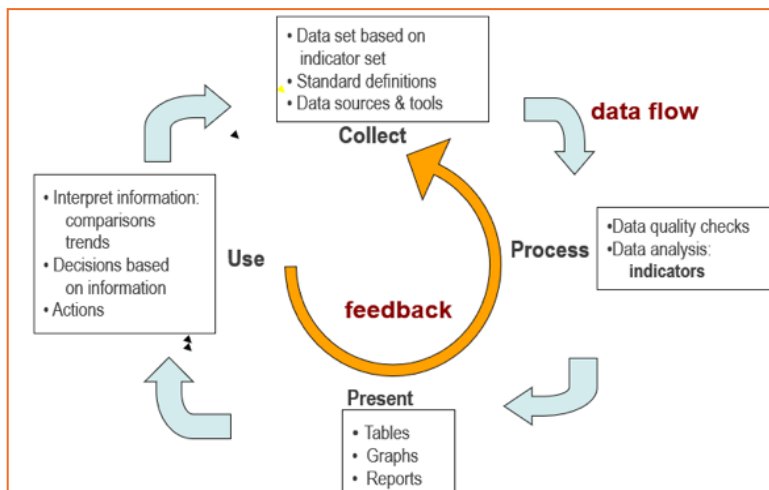 • Data set based on
indicator set
• Standard definitions
• Data sources & tools
Collect
data flow
• Interpret information:
comparisons
trends
• Decisions based
on information
• Actions
Use
Process
•Data quality checks
•Data analysis:
indicators
feedback
Present
• Tables
• Graphs
• Reports